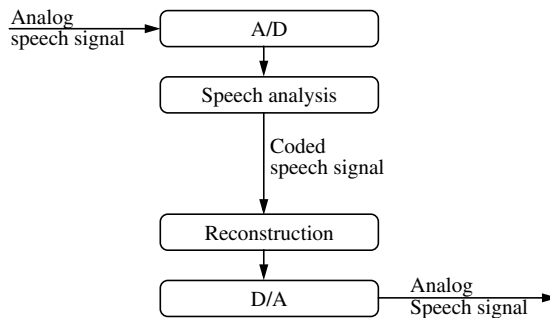 Analog
speech signal
A/D
Speech analysis
Coded
speech signal
Reconstruction
D/A
Analog
Speech signal